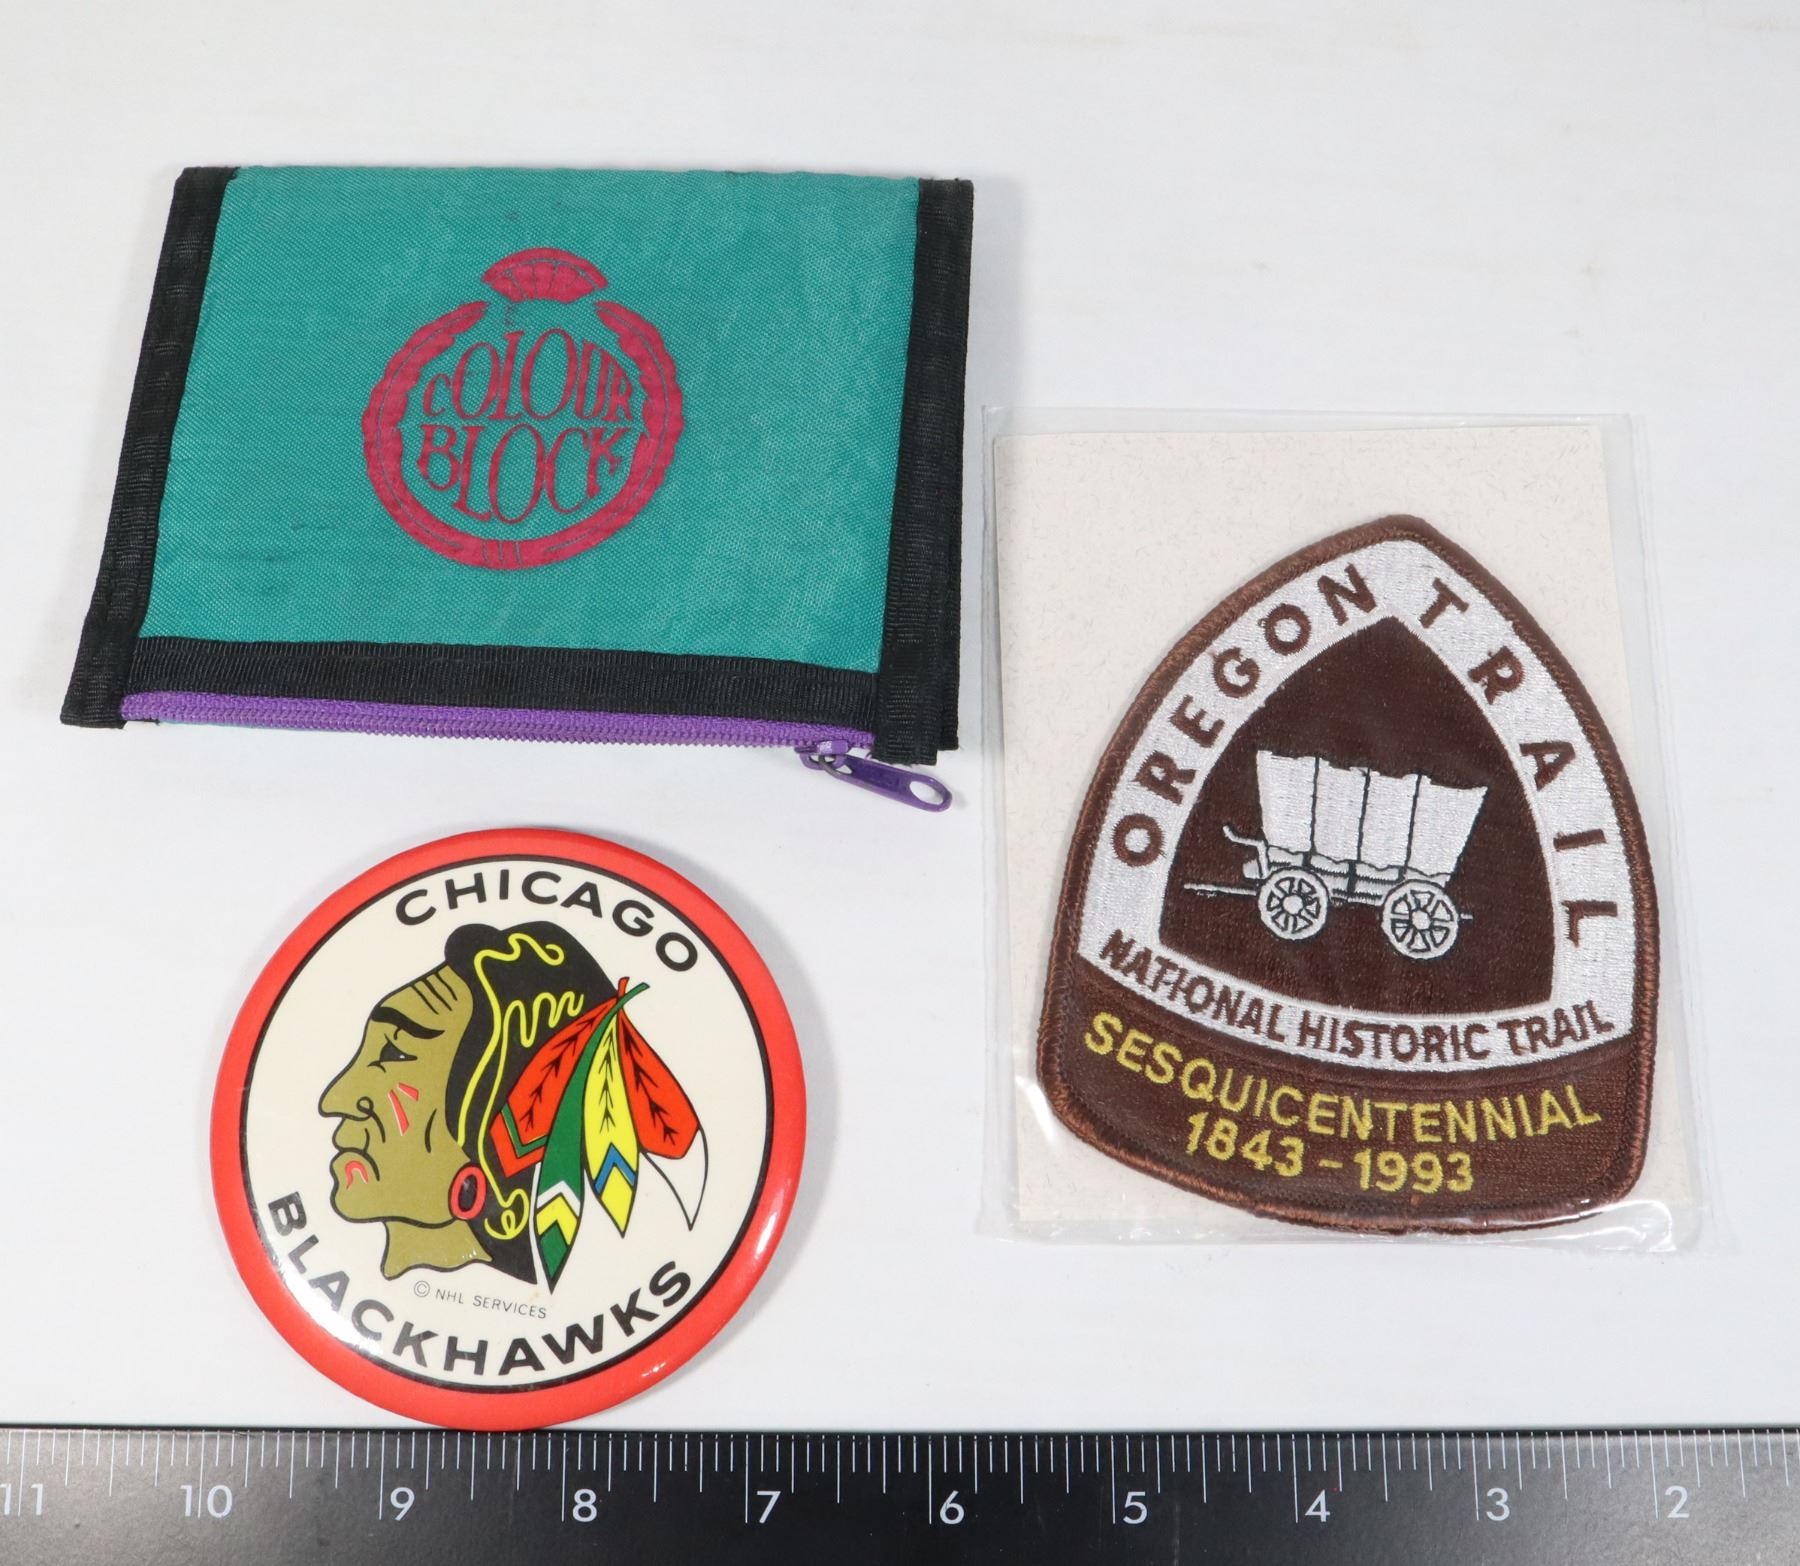 COLOUR
BLOCK
OREGON TRAIL
NATIONAL HISTORIC TRAIL
SESQUICENTENNIAL
1843-1993
CHICAGO
BLACKHAWKS
© NHL SERVICES
11 10 9 8 7 6 5 4 3 2